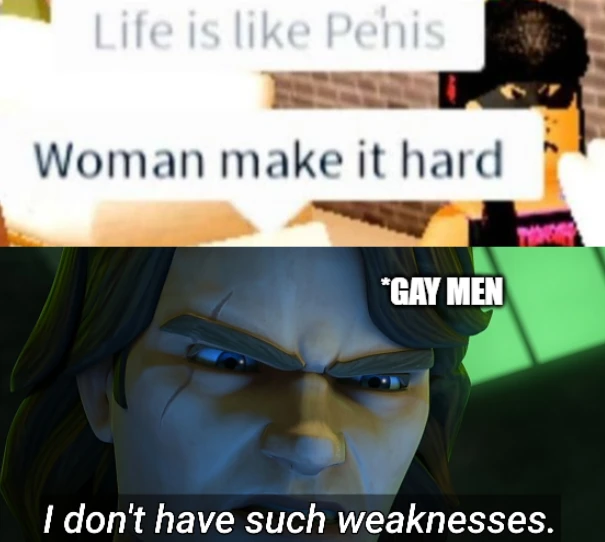 Life is like Penis
Woman make it hard
*GAY MEN
I don't have such weaknesses.